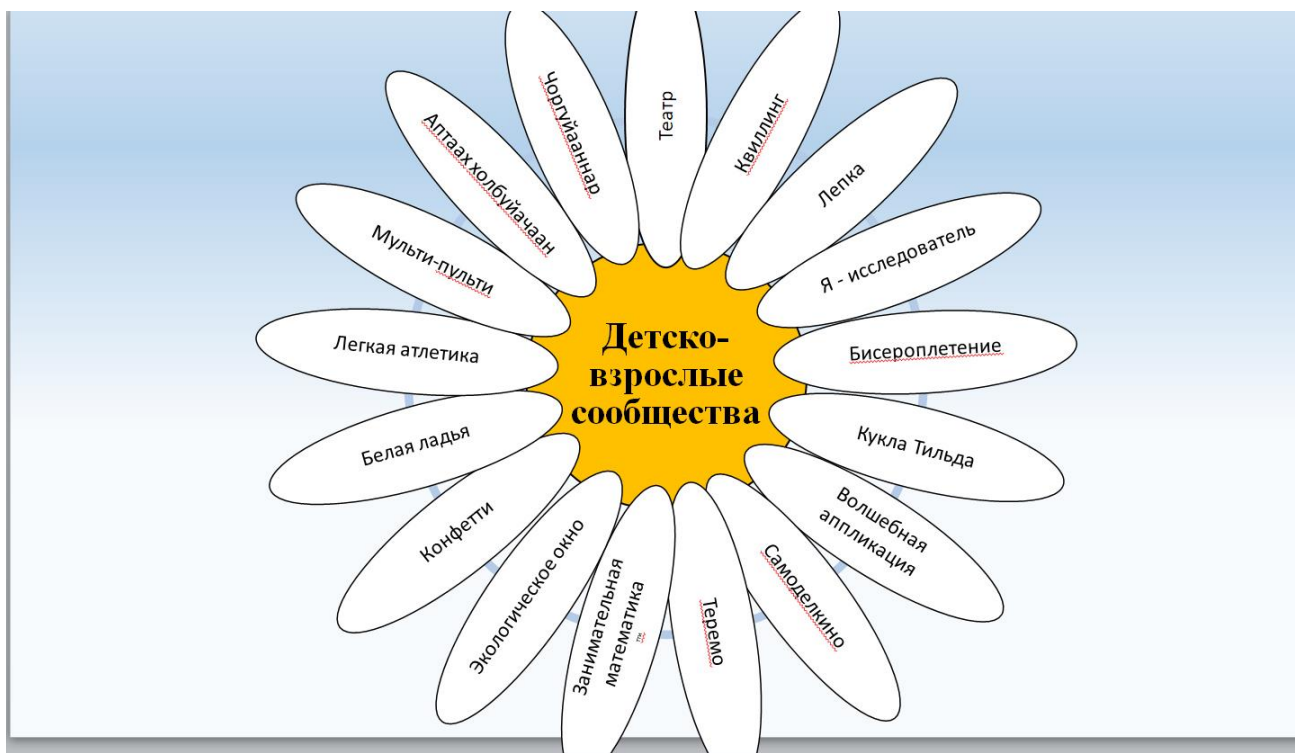 Детско-
взрослые
сообщества
Театр
Квиллинг
Лепка
Я - исследователь
Бисероплетение
Кукла Тильда
Волшебная
аппликация
Самоделкино
Теремо
Занимательная
математика
Экологическое окно
Конфетти
Белая ладья
Легкая атлетика
Мульти-пульти
Аптаах холбуйачаан
Чоргуйааннар